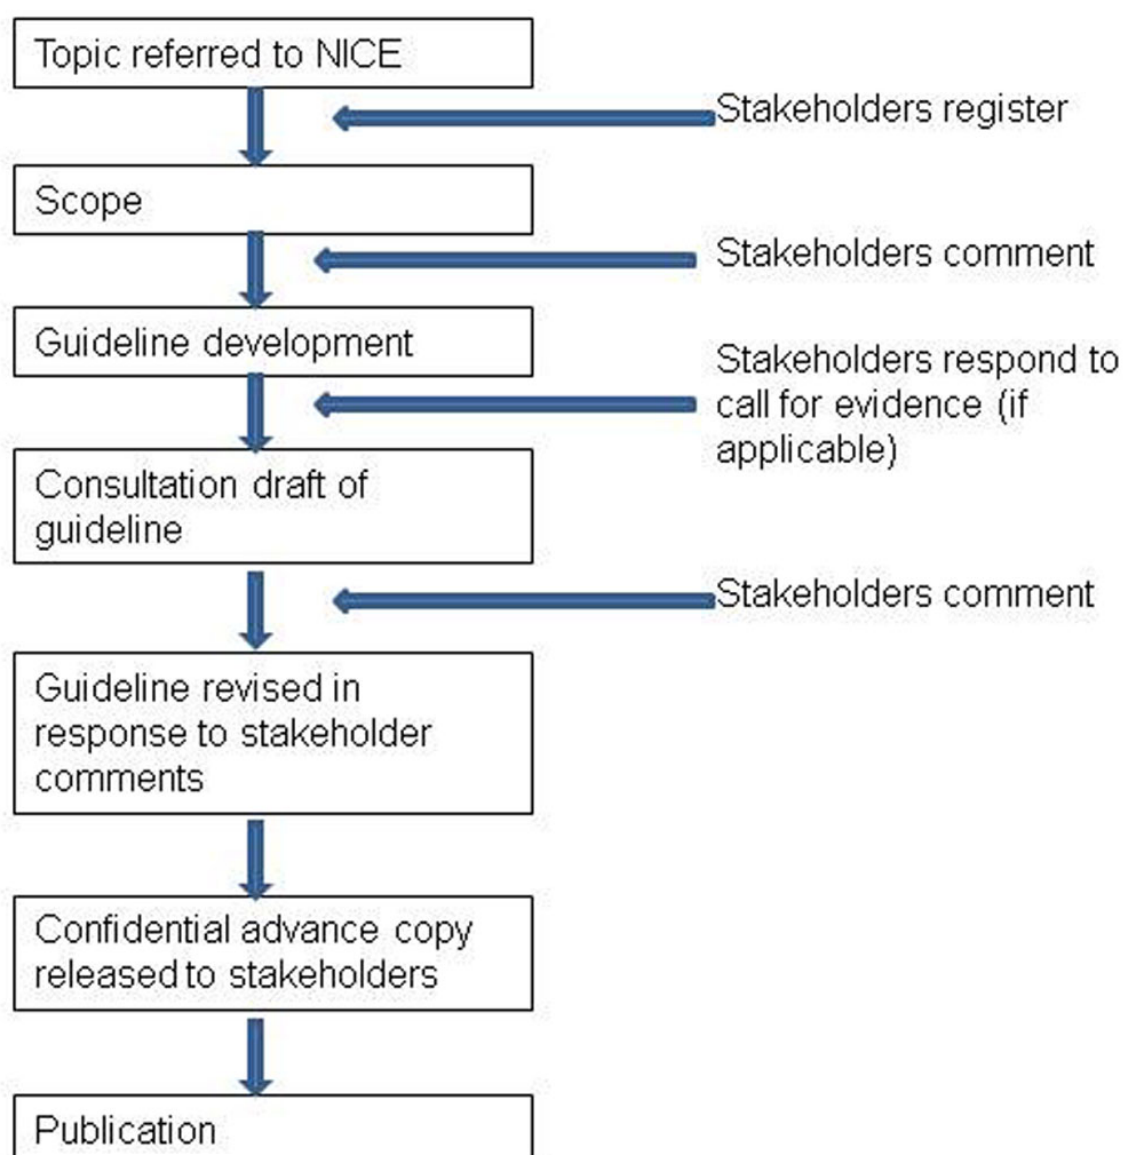 Topic referred to NICE
Stakeholders register
Scope
Stakeholders comment
Guideline development
Stakeholders respond to
call for evidence (if
applicable)
Consultation draft of
guideline
Stakeholders comment
Guideline revised in
response to stakeholder
comments
Confidential advance copy
released to stakeholders
Publication